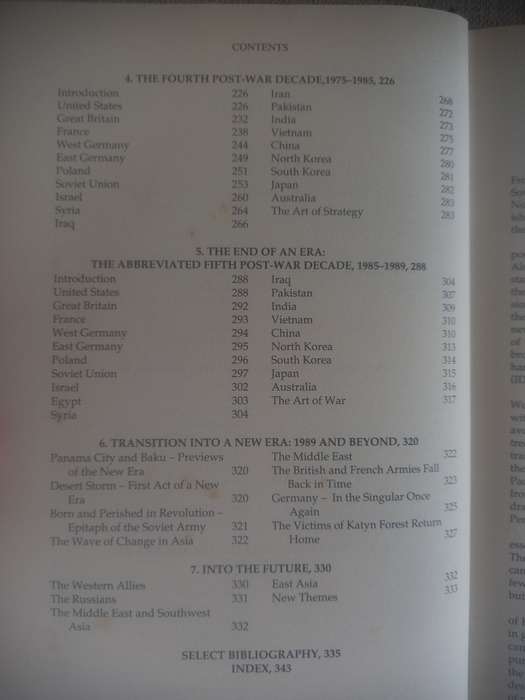 CONTENTS
4. THE FOURTH POST-WAR DECADE,1975–1985, 226
Introduction 226
United States 226
Great Britain 232
France 238
West Germany 244
East Germany 249
Poland 251
Soviet Union 253
Israel 260
Syria 264
Iraq 266
Iran 268
Pakistan 272
India 273
Vietnam 275
China 277
North Korea 280
South Korea 281
Japan 282
Australia 283
The Art of Strategy 283
5. THE END OF AN ERA:
THE ABBREVIATED FIFTH POST-WAR DECADE, 1985–1989, 288
Introduction 288
United States 288
Great Britain 292
France 293
West Germany 294
East Germany 295
Poland 296
Soviet Union 297
Israel 302
Egypt 303
Syria 304
Iraq 304
Pakistan 307
India 309
Vietnam 310
China 310
North Korea 313
South Korea 314
Japan 315
Australia 316
The Art of War 317
6. TRANSITION INTO A NEW ERA: 1989 AND BEYOND, 320
Panama City and Baku – Previews
of the New Era 320
Desert Storm – First Act of a New
Era 320
Born and Perished in Revolution –
Epitaph of the Soviet Army 321
The Wave of Change in Asia 322
The Middle East 322
The British and French Armies Fall
Back in Time 323
Germany – In the Singular Once
Again 325
The Victims of Katyn Forest Return
Home 327
7. INTO THE FUTURE, 330
The Western Allies 330
The Russians 331
The Middle East and Southwest
Asia 332
East Asia 332
New Themes 333
SELECT BIBLIOGRAPHY, 335
INDEX, 343